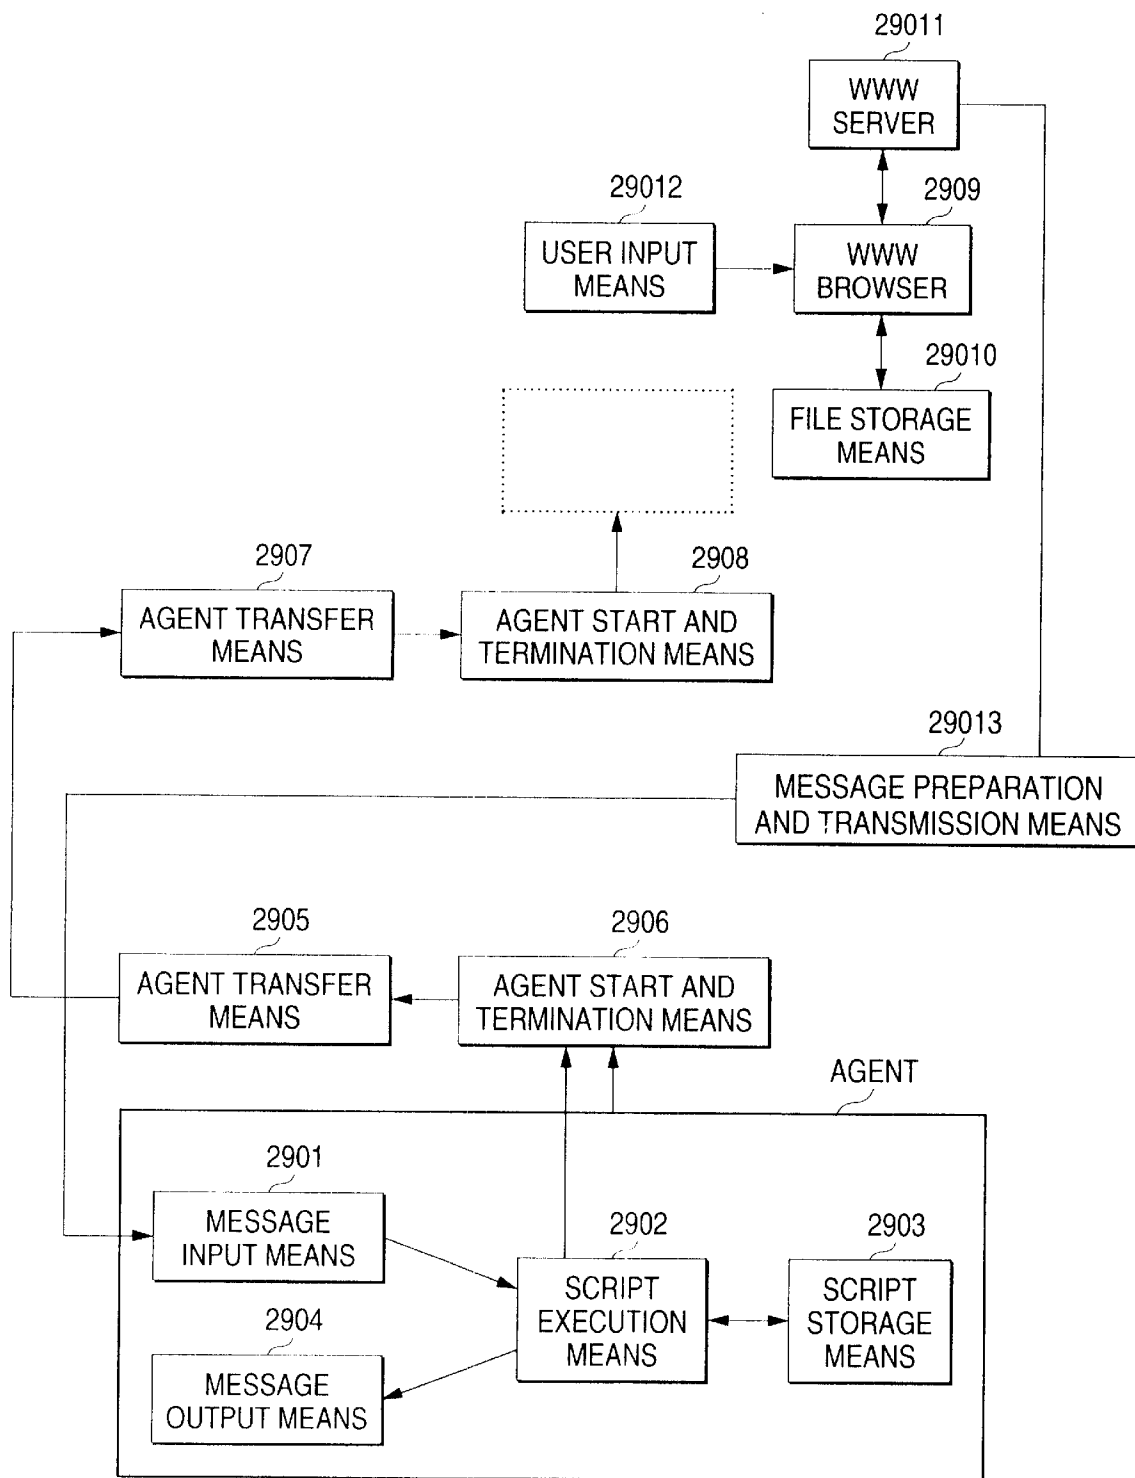 29011
WWW
SERVER
29012
2909
USER INPUT
MEANS
WWW
BROWSER
29010
FILE STORAGE
MEANS
2907
2908
AGENT TRANSFER
MEANS
AGENT START AND
TERMINATION MEANS
29013
MESSAGE PREPARATION
AND TRANSMISSION MEANS
2905
2906
AGENT TRANSFER
MEANS
AGENT START AND
TERMINATION MEANS
AGENT
2901
MESSAGE
INPUT MEANS
2902
2903
SCRIPT
EXECUTION
MEANS
SCRIPT
STORAGE
MEANS
2904
MESSAGE
OUTPUT MEANS